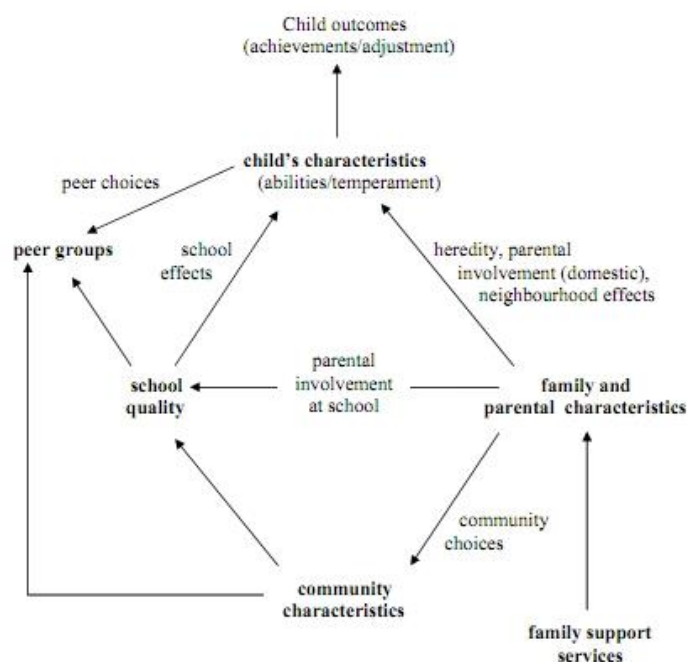 Child outcomes
(achievements/adjustment)
child's characteristics
(abilities/temperament)
peer choices
peer groups
school
effects
heredity, parental
involvement (domestic),
neighbourhood effects
parental
involvement
at school
school
quality
family and
parental characteristics
community
choices
community
characteristics
family support
services